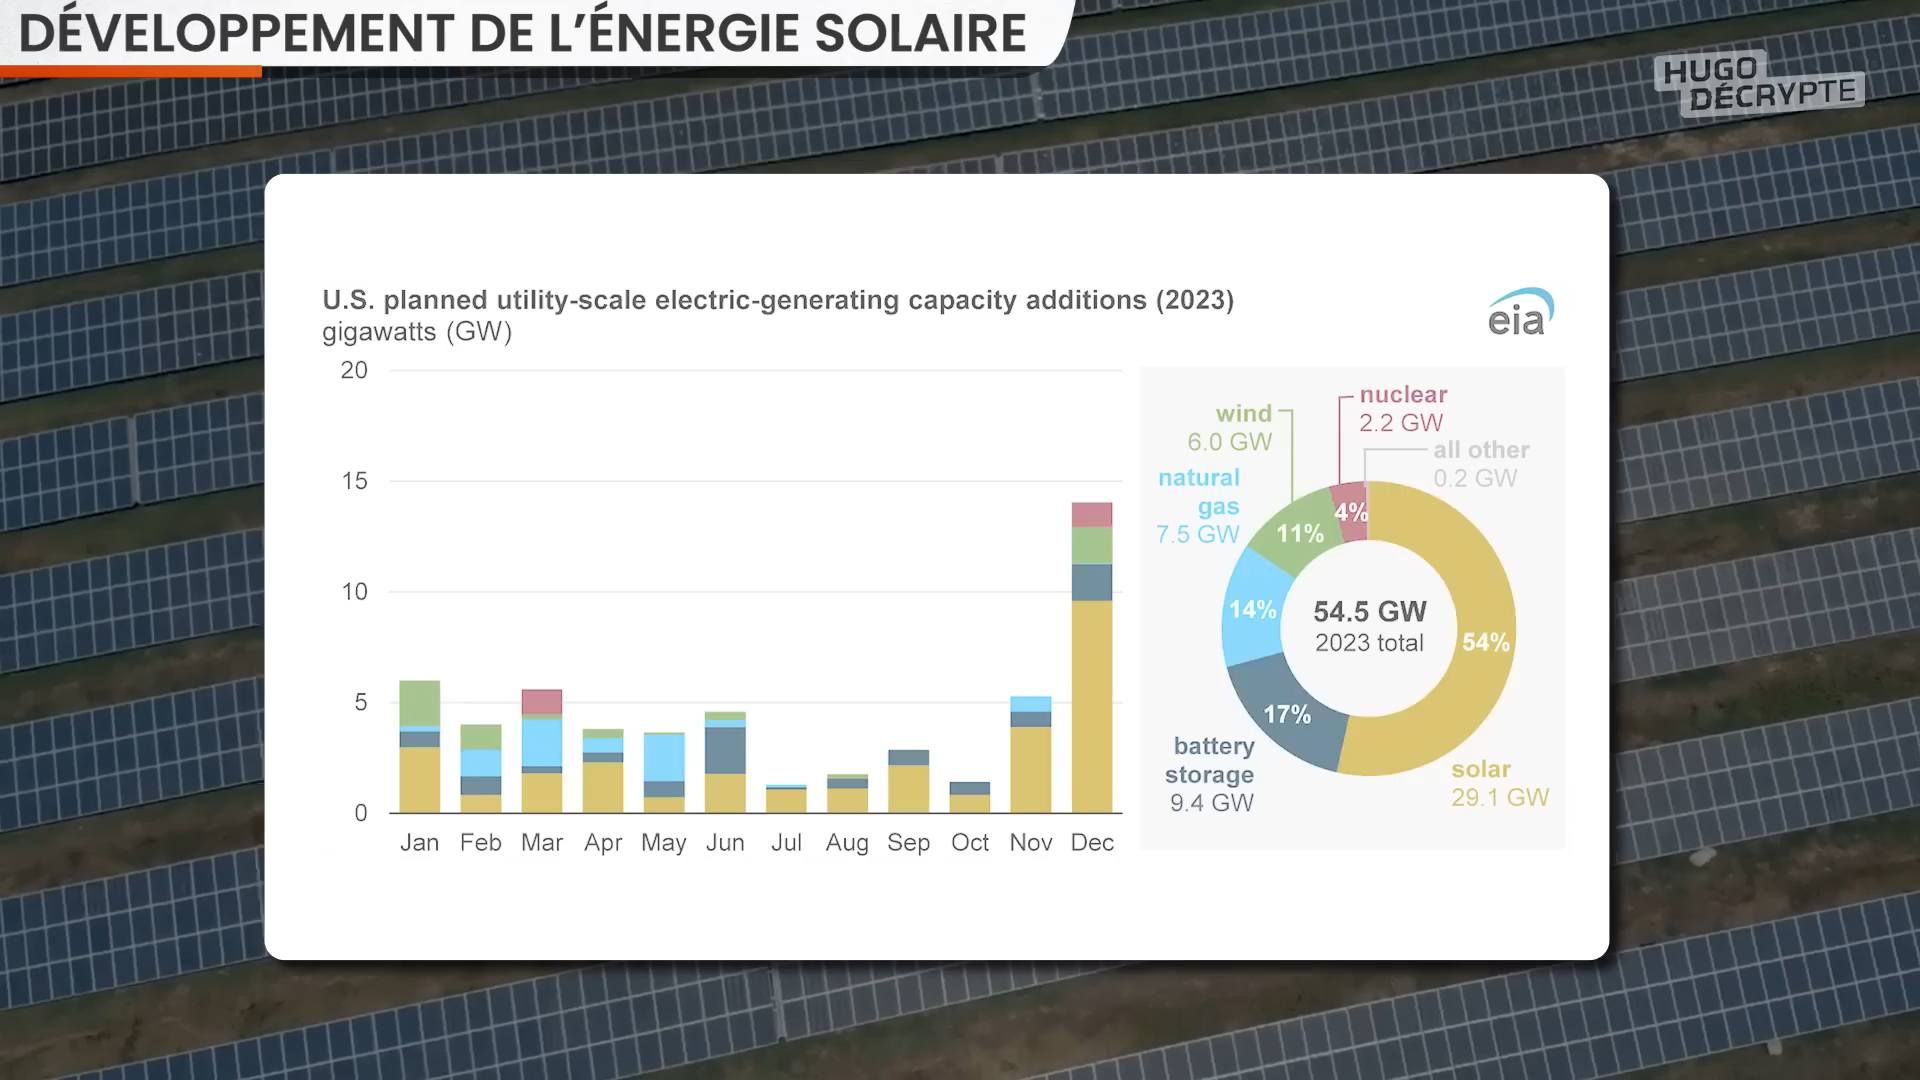 DÉVELOPPEMENT DE L'ÉNERGIE SOLAIRE
HUGO
DÉCRYPTE
U.S. planned utility-scale electric-generating capacity additions (2023)
gigawatts (GW)
eia
20
15
10
5
0
Jan Feb Mar Apr May Jun Jul Aug Sep Oct Nov Dec
nuclear
2.2 GW
wind
6.0 GW
all other
0.2 GW
natural
gas
7.5 GW
4%
11%
14%
54.5 GW
2023 total
54%
17%
battery
storage
9.4 GW
solar
29.1 GW